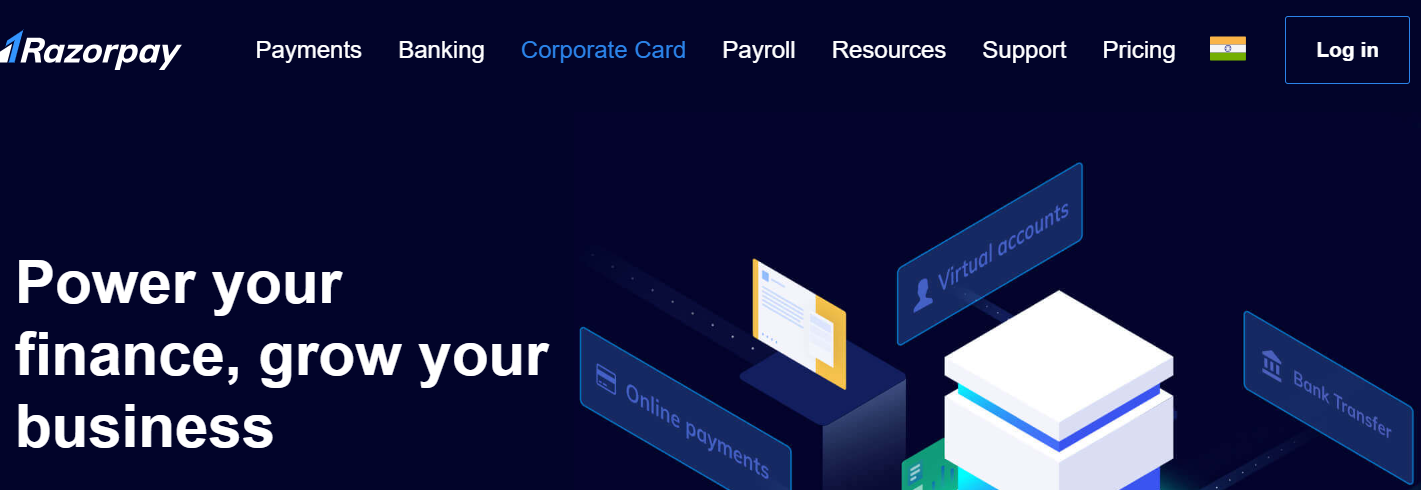 Razorpay
Payments Banking Corporate Card Payroll Resources Support Pricing Log in
Virtual accounts
Power your
finance, grow your
business
Online payments
Bank Transfer